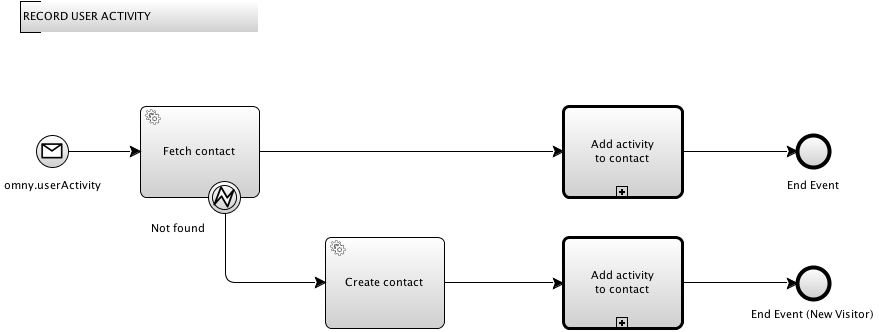 RECORD USER ACTIVITY
Fetch contact
Add activity
to contact
omny.userActivity
End Event
Not found
Create contact
Add activity
to contact
End Event (New Visitor)